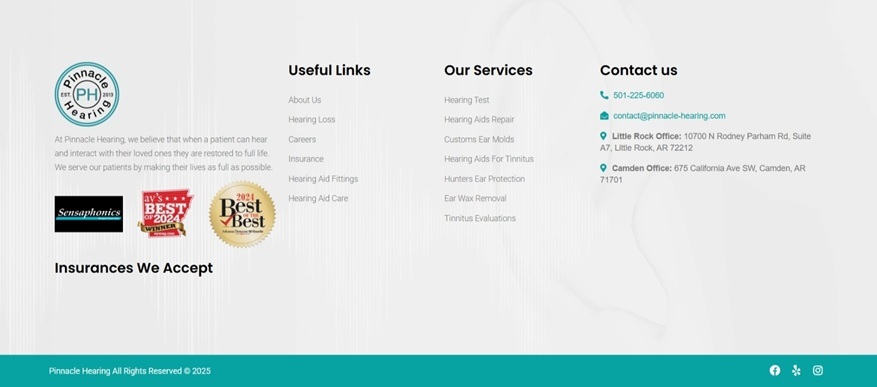 Pinnacle
EST. PH 2013
Hearing
At Pinnacle Hearing, we believe that when a patient can hear
and interact with their loved ones they are restored to full life.
We serve our patients by making their lives as full as possible.
Sensaphonics
av's
BEST
OF 2024
WINNER
2024
Best
OF THE
Best
Insurances We Accept
Useful Links
About Us
Hearing Loss
Careers
Insurance
Hearing Aid Fittings
Hearing Aid Care
Our Services
Hearing Test
Hearing Aids Repair
Customs Ear Molds
Hearing Aids For Tinnitus
Hunters Ear Protection
Ear Wax Removal
Tinnitus Evaluations
Contact us
501-225-6060
contact@pinnacle-hearing.com
Little Rock Office: 10700 N Rodney Parham Rd, Suite
A7, Little Rock, AR 72212
Camden Office: 675 California Ave SW, Camden, AR
71701
Pinnacle Hearing All Rights Reserved © 2025